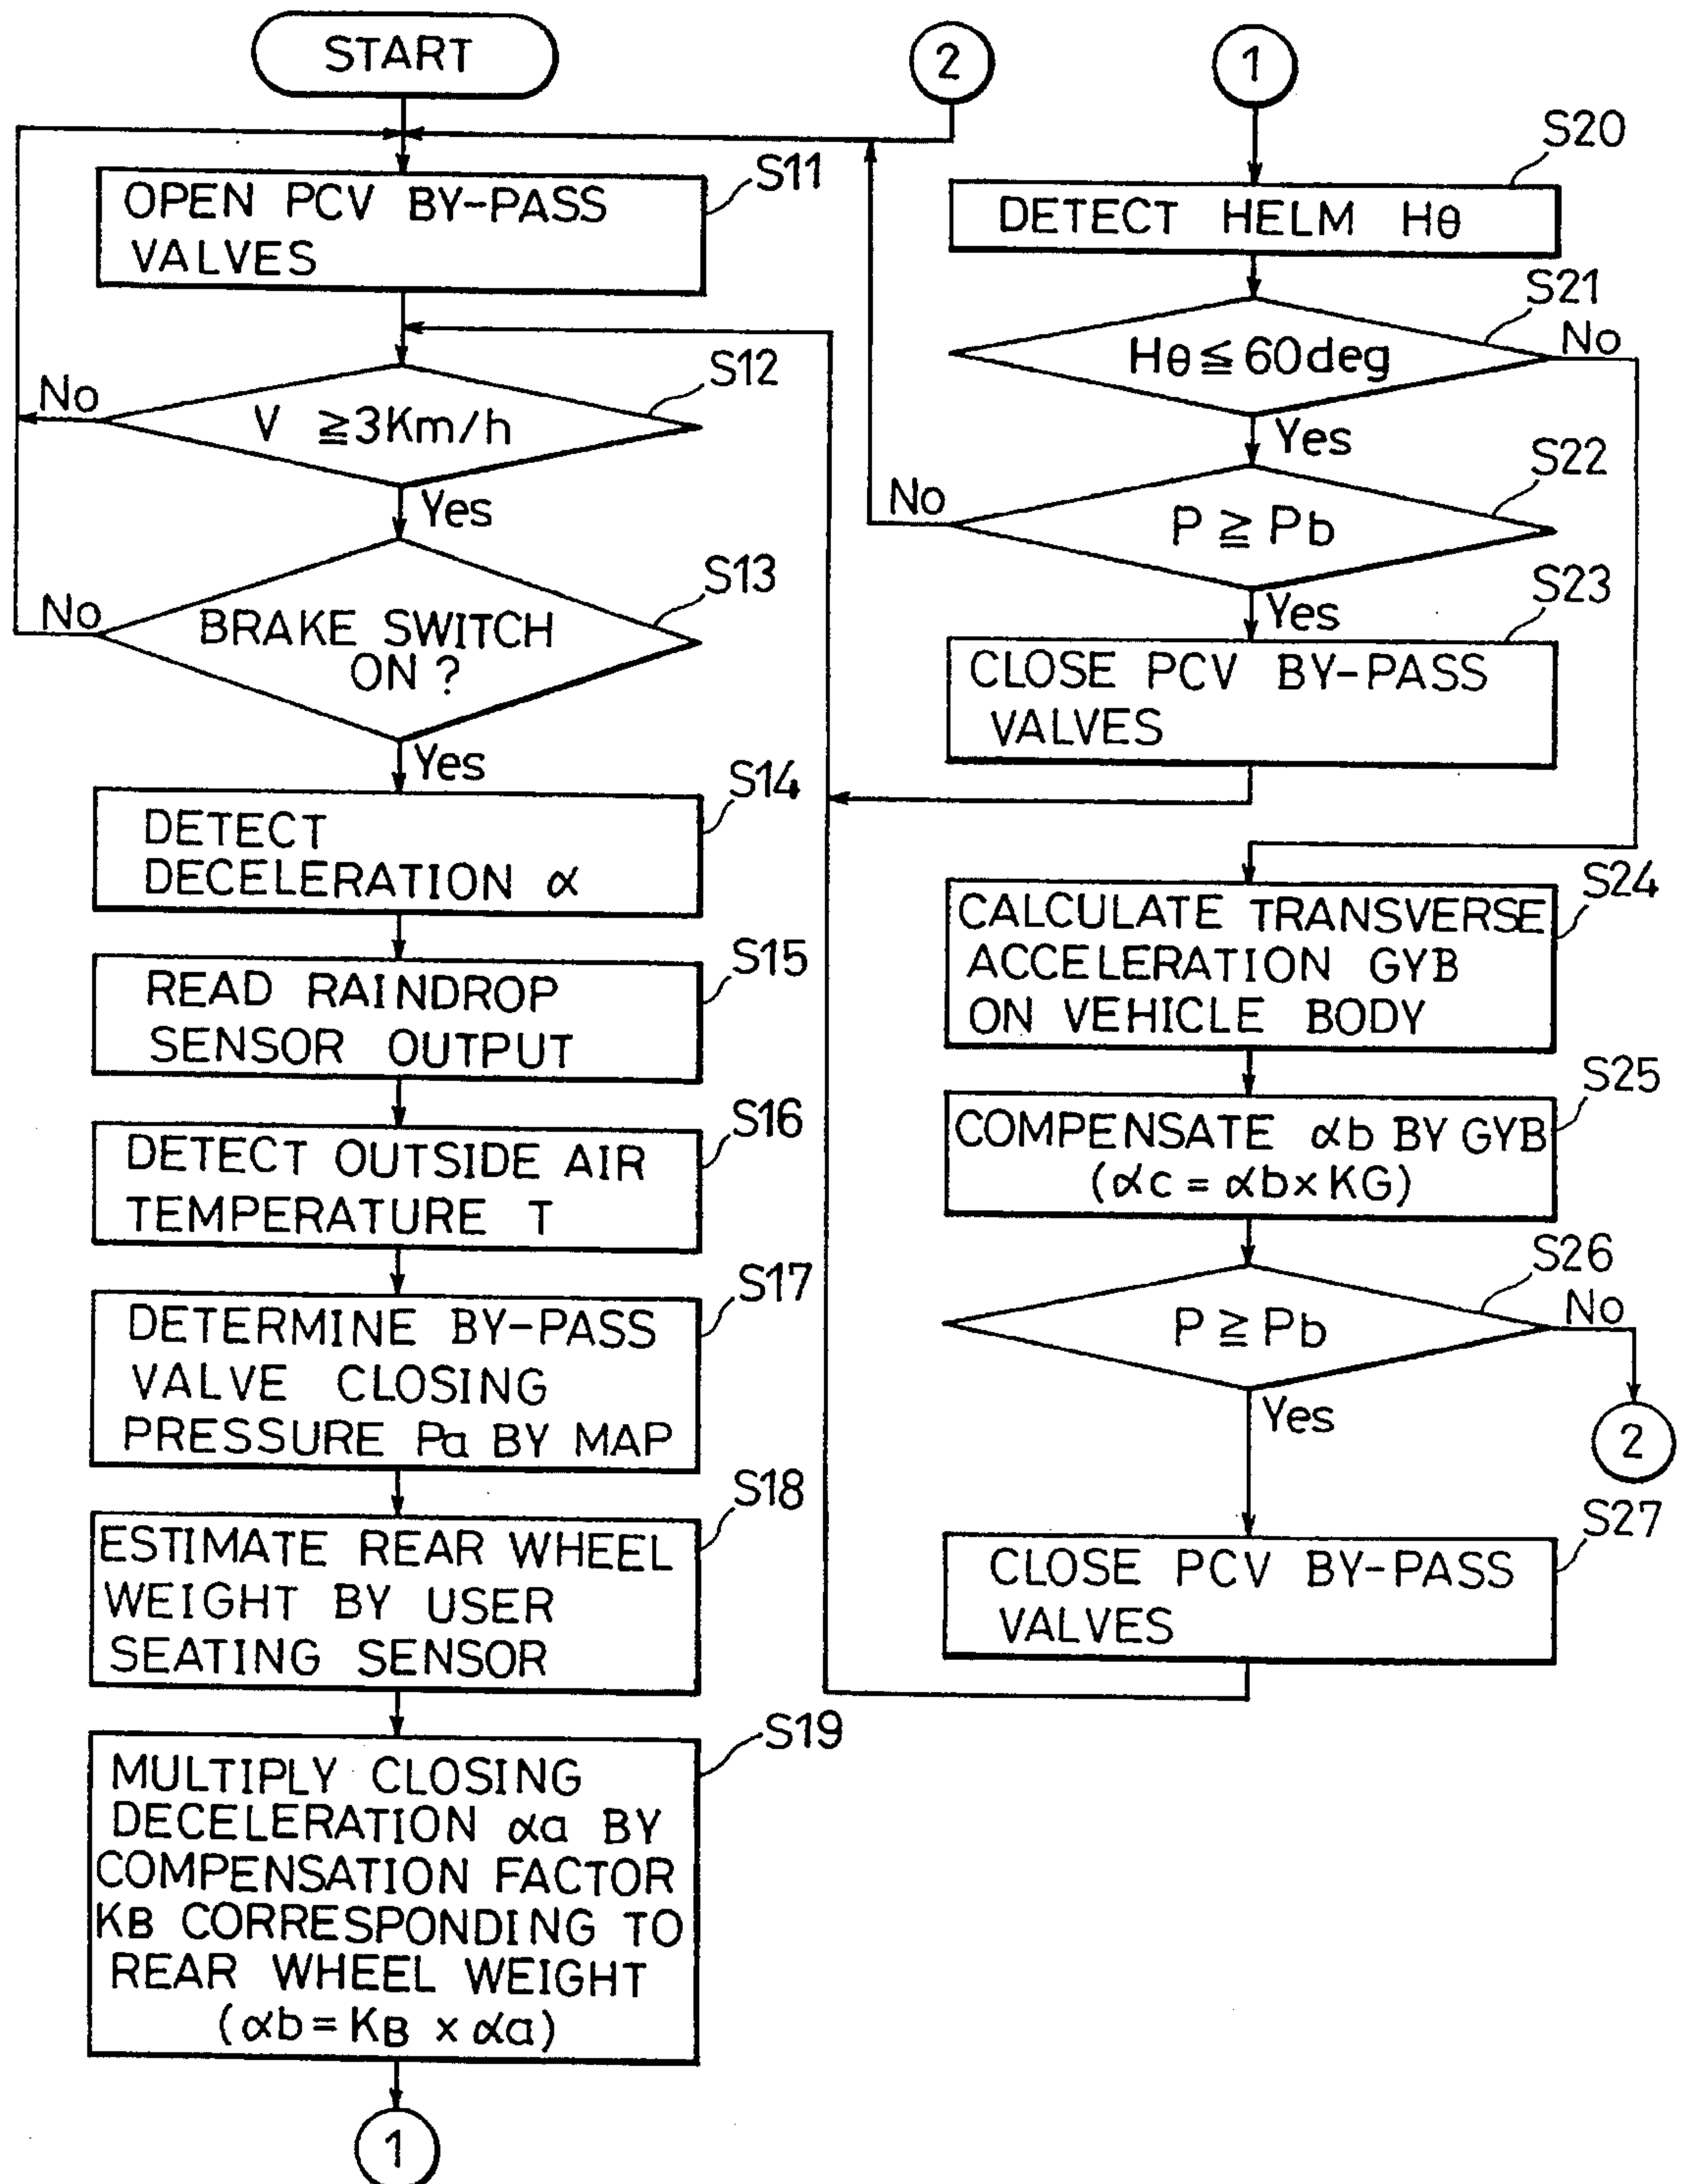 START
OPEN PCV BY-PASS
VALVES
S11
V ≧3Km/h
S12
No
Yes
BRAKE SWITCH
ON ?
S13
No
Yes
DETECT
DECELERATION α
S14
READ RAINDROP
SENSOR OUTPUT
S15
DETECT OUTSIDE AIR
TEMPERATURE T
S16
DETERMINE BY-PASS
VALVE CLOSING
PRESSURE Pa BY MAP
S17
ESTIMATE REAR WHEEL
WEIGHT BY USER
SEATING SENSOR
S18
MULTIPLY CLOSING
DECELERATION αa BY
COMPENSATION FACTOR
KB CORRESPONDING TO
REAR WHEEL WEIGHT
(αb = KB x αa)
S19
1
2
1
DETECT HELM Hθ
S20
Hθ ≦ 60deg
S21
No
Yes
P ≧ Pb
S22
No
Yes
CLOSE PCV BY-PASS
VALVES
S23
CALCULATE TRANSVERSE
ACCELERATION GYB
ON VEHICLE BODY
S24
COMPENSATE αb BY GYB
(αc = αb x KG)
S25
P ≧ Pb
S26
No
Yes
2
CLOSE PCV BY-PASS
VALVES
S27